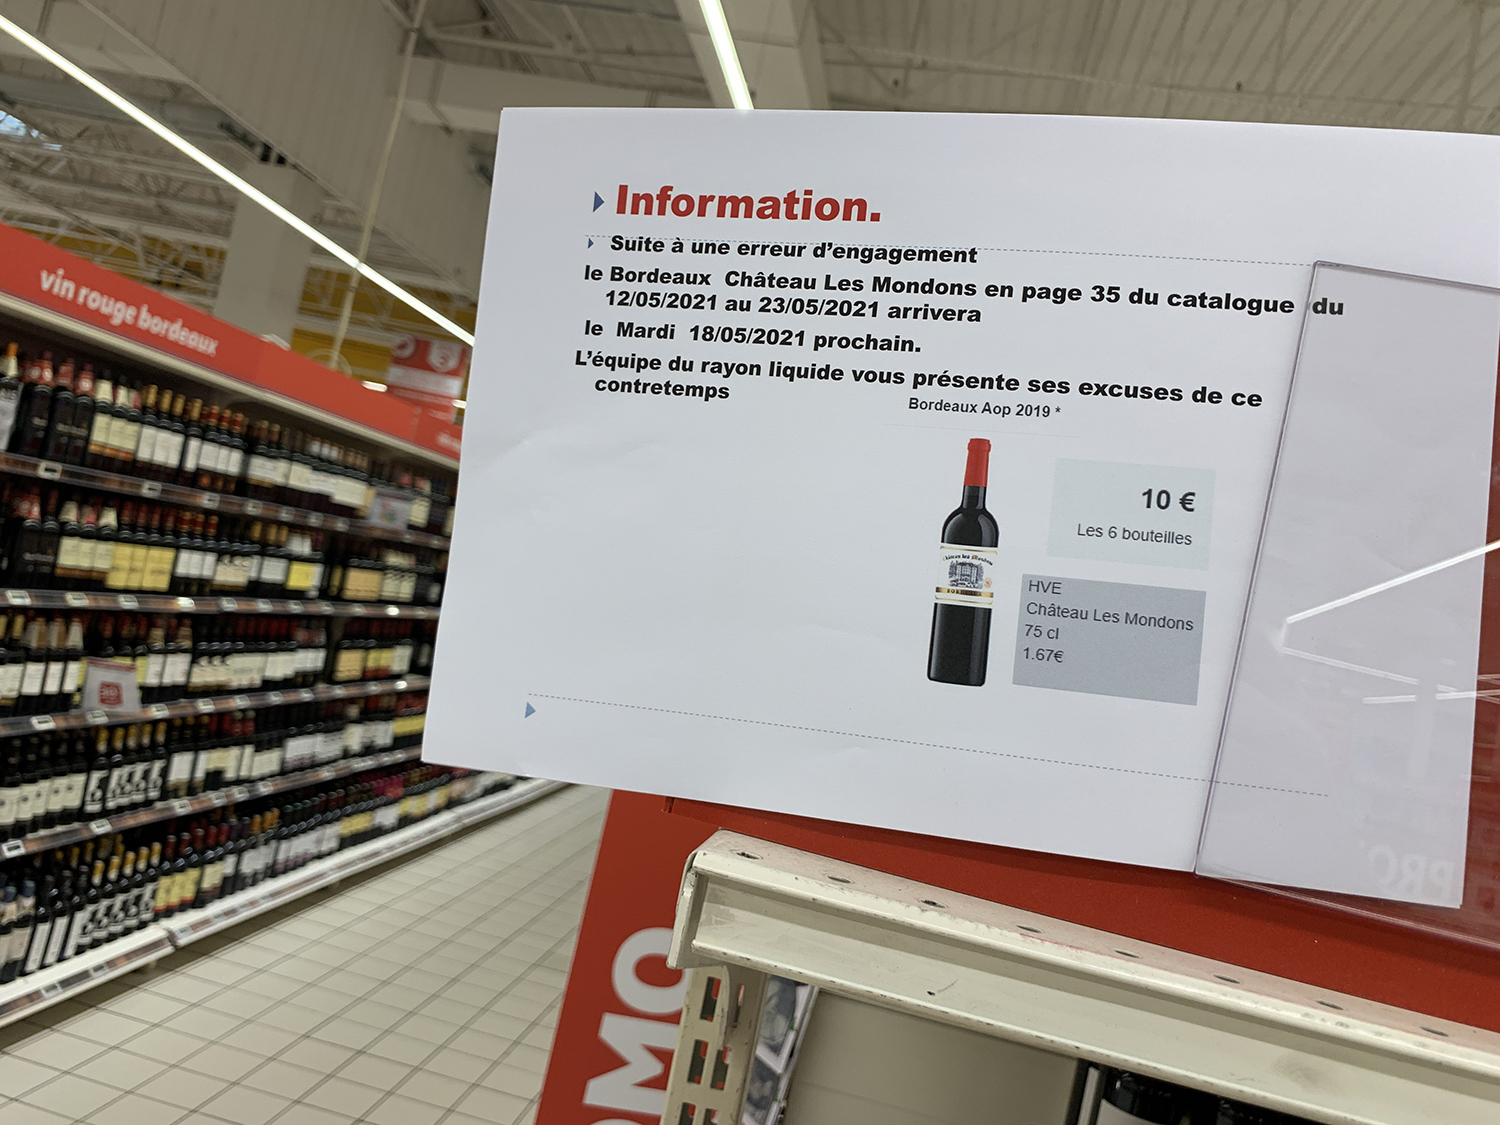 vin rouge bordeaux
Information.
Suite à une erreur d'engagement
le Bordeaux Château Les Mondons en page 35 du catalogue du
12/05/2021 au 23/05/2021 arrivera
le Mardi 18/05/2021 prochain.
L'équipe du rayon liquide vous présente ses excuses de ce
contretemps
Bordeaux Aop 2019 *
10 €
Les 6 bouteilles
HVE
Château Les Mondons
75 cl
1.67€